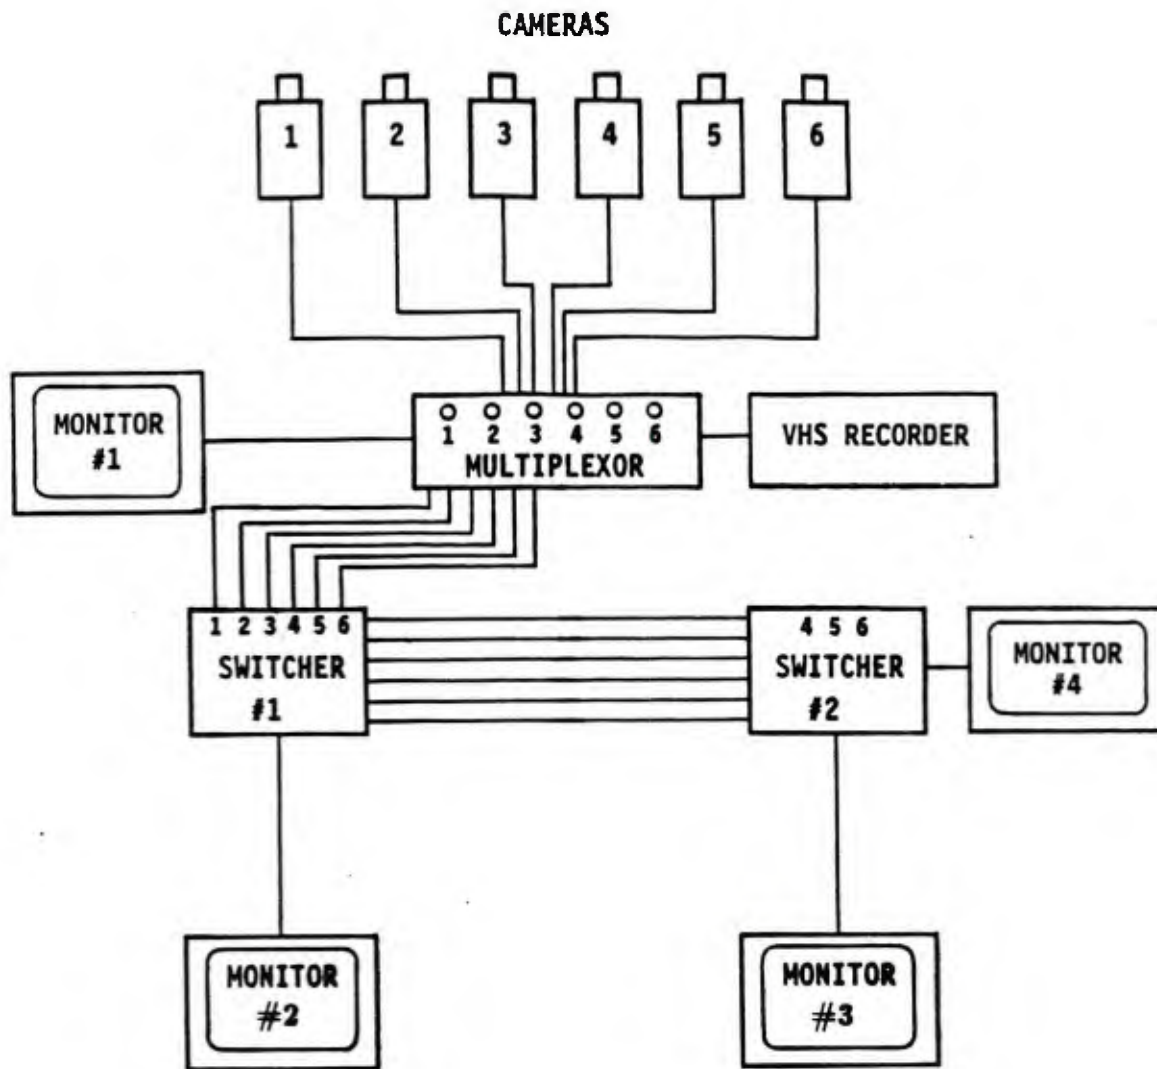 CAMERAS
1 2 3 4 5 6
MONITOR
#1
1 2 3 4 5 6
MULTIPLEXOR
VHS RECORDER
1 2 3 4 5 6
SWITCHER
#1
4 5 6
SWITCHER
#2
MONITOR
#4
MONITOR
#2
MONITOR
#3